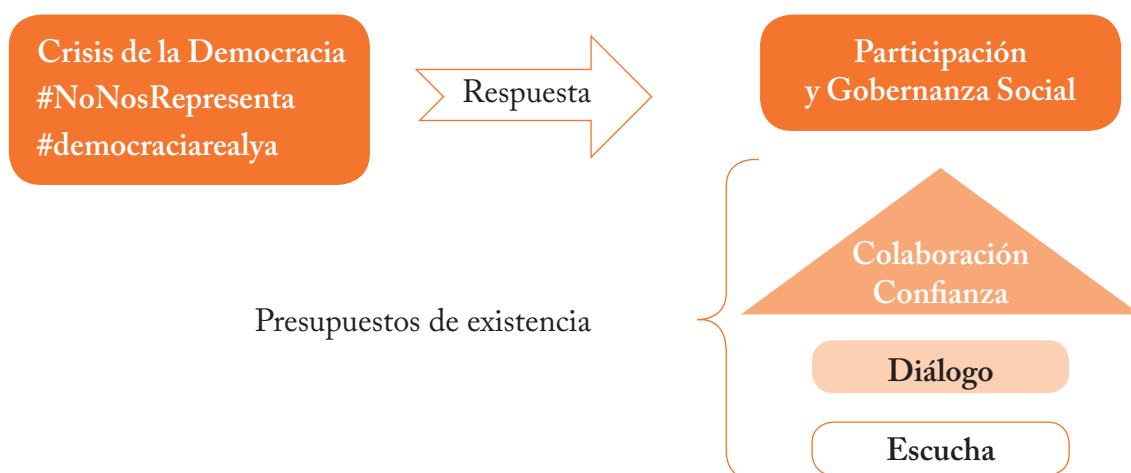 Crisis de la Democracia
#NoNosRepresenta
#democraciarealya
Respuesta
Participación
y Gobernanza Social
Colaboración
Confianza
Presupuestos de existencia
Diálogo
Escucha